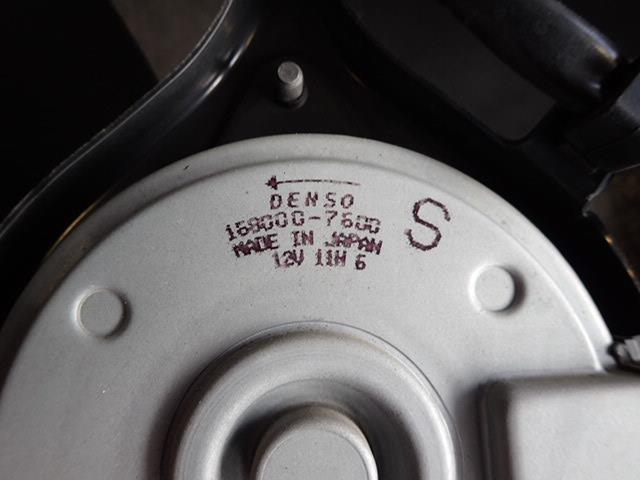 DENSO
168000-7600
MADE IN JAPAN
12V 11H 6
S